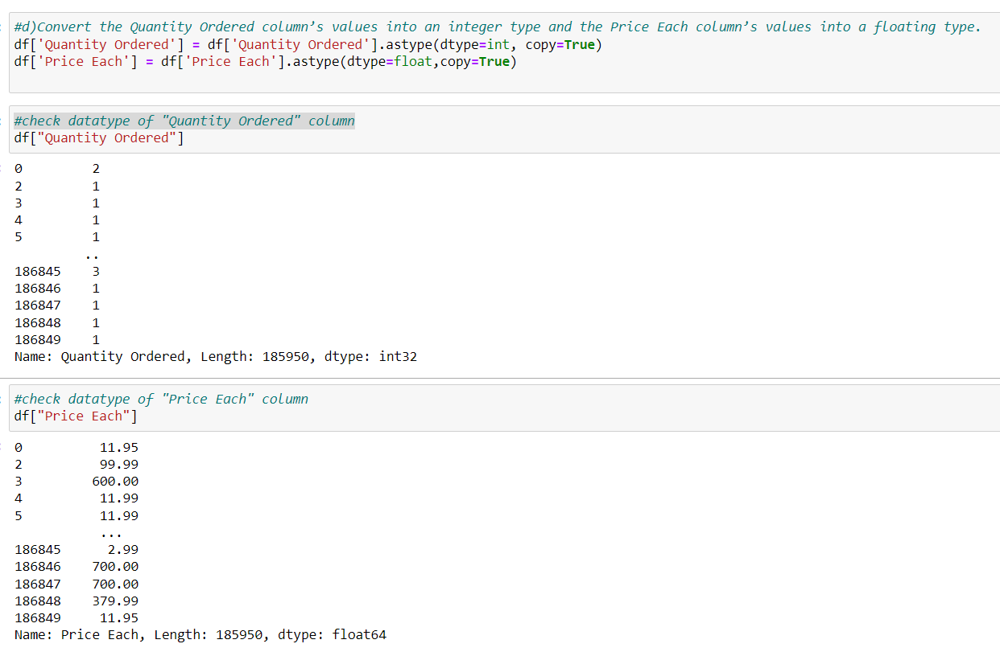 #d)Convert the Quantity Ordered column’s values into an integer type and the Price Each column’s values into a floating type.
df['Quantity Ordered'] = df['Quantity Ordered'].astype(dtype=int, copy=True)
df['Price Each'] = df['Price Each'].astype(dtype=float,copy=True)
#check datatype of "Quantity Ordered" column
df["Quantity Ordered"]
0         2
2         1
3         1
4         1
5         1
         ..
186845    3
186846    1
186847    1
186848    1
186849    1
Name: Quantity Ordered, Length: 185950, dtype: int32
#check datatype of "Price Each" column
df["Price Each"]
0          11.95
2          99.99
3         600.00
4          11.99
5          11.99
           ...
186845      2.99
186846    700.00
186847    700.00
186848    379.99
186849     11.95
Name: Price Each, Length: 185950, dtype: float64